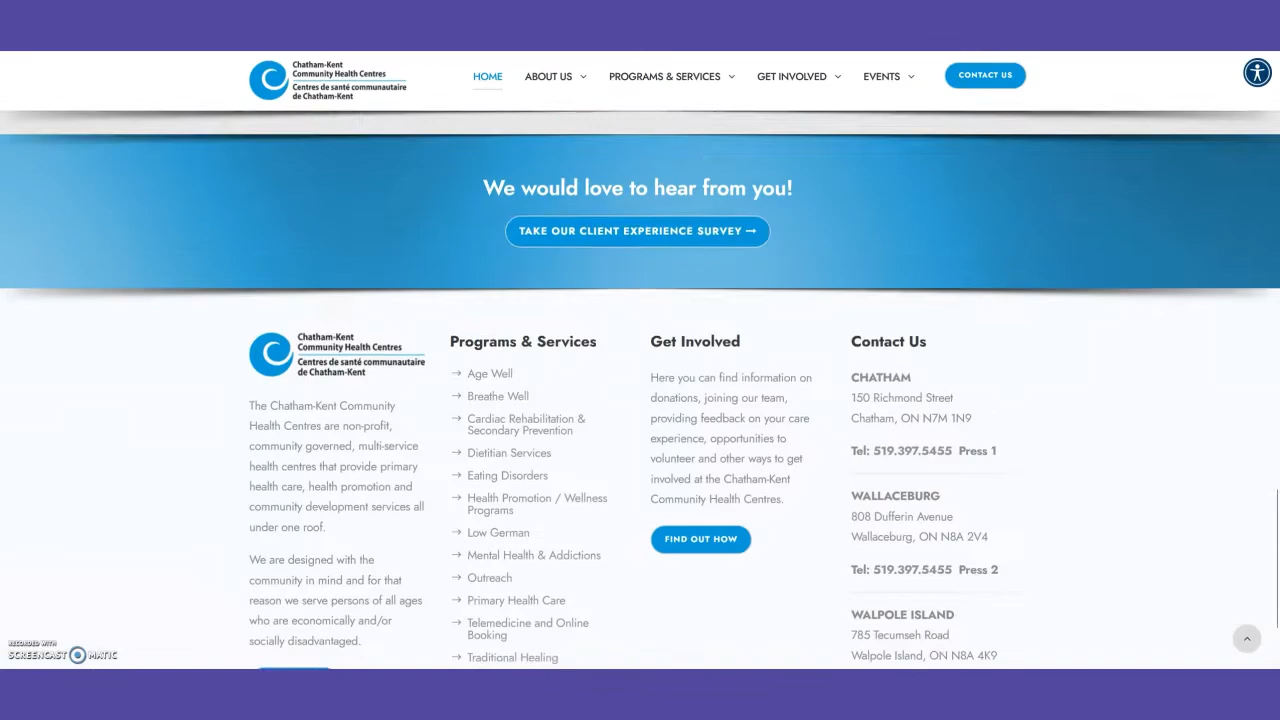 Chatham-Kent
Community Health Centres
Centres de santé communautaire
de Chatham-Kent
HOME
ABOUT US
PROGRAMS & SERVICES
GET INVOLVED
EVENTS
CONTACT US
We would love to hear from you!
TAKE OUR CLIENT EXPERIENCE SURVEY →
Chatham-Kent
Community Health Centres
Centres de santé communautaire
de Chatham-Kent
The Chatham-Kent Community
Health Centres are non-profit,
community governed, multi-service
health centres that provide primary
health care, health promotion and
community development services all
under one roof.
We are designed with the
community in mind and for that
reason we serve persons of all ages
who are economically and/or
socially disadvantaged.
Programs & Services
→ Age Well
→ Breathe Well
→ Cardiac Rehabilitation &
Secondary Prevention
→ Dietitian Services
→ Eating Disorders
→ Health Promotion / Wellness
Programs
→ Low German
→ Mental Health & Addictions
→ Outreach
→ Primary Health Care
→ Telemedicine and Online
Booking
→ Traditional Healing
Get Involved
Here you can find information on
donations, joining our team,
providing feedback on your care
experience, opportunities to
volunteer and other ways to get
involved at the Chatham-Kent
Community Health Centres.
FIND OUT HOW
Contact Us
CHATHAM
150 Richmond Street
Chatham, ON N7M 1N9
Tel: 519.397.5455 Press 1
WALLACEBURG
808 Dufferin Avenue
Wallaceburg, ON N8A 2V4
Tel: 519.397.5455 Press 2
WALPOLE ISLAND
785 Tecumseh Road
Walpole Island, ON N8A 4K9
RECORDED WITH
SCREENCAST MATIC